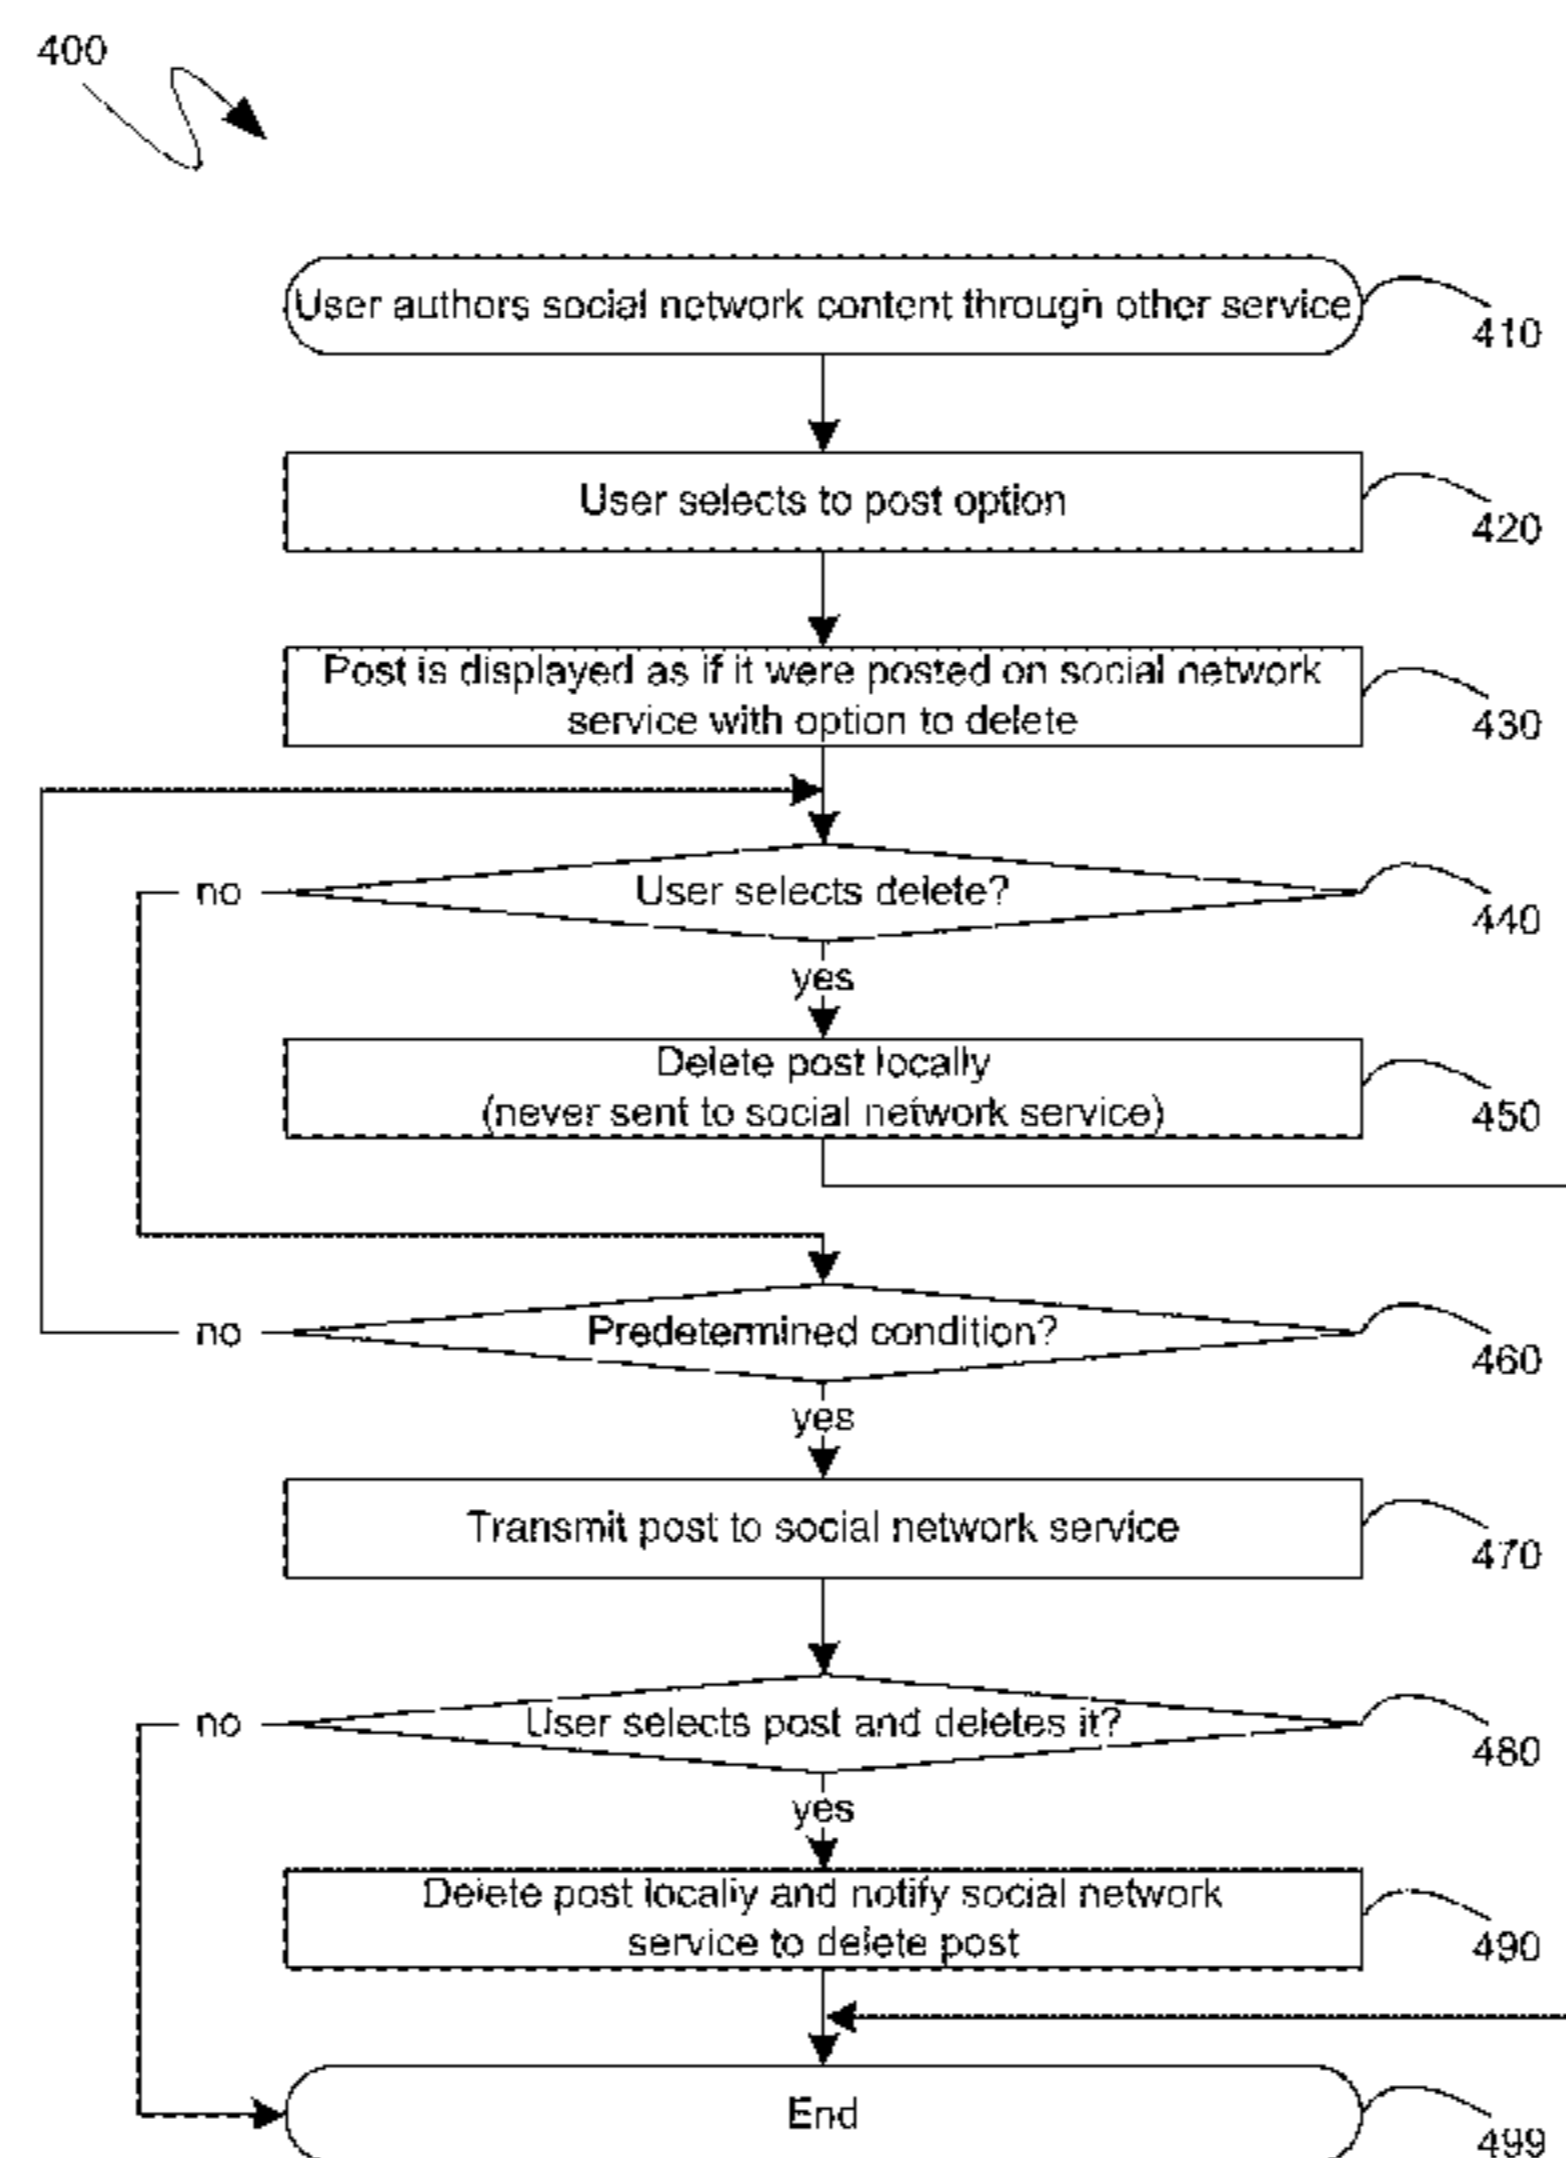 400
User authors social network content through other service
410
User selects to post option
420
Post is displayed as if it were posted on social network
service with option to delete
430
no
User selects delete?
440
yes
Delete post locally
(never sent to social network service)
450
no
Predetermined condition?
460
yes
Transmit post to social network service
470
no
User selects post and deletes it?
480
yes
Delete post locally and notify social network
service to delete post
490
End
499